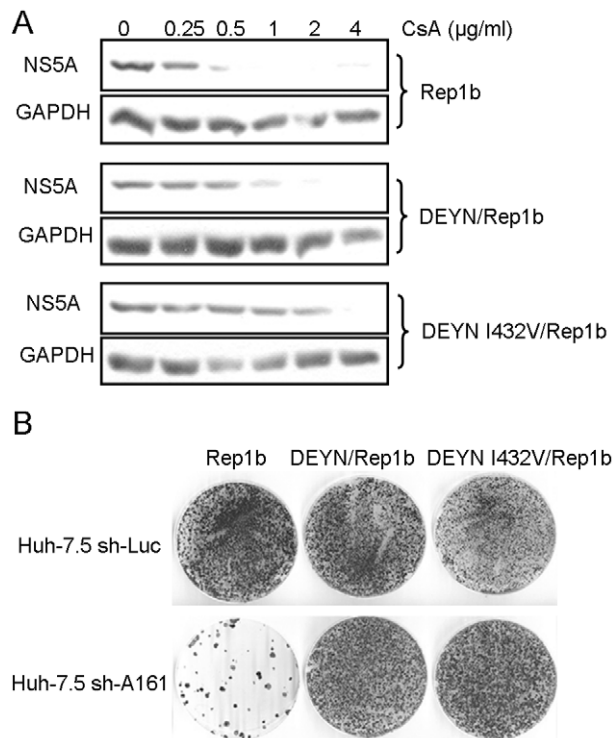 A
0 0.25 0.5 1 2 4 CsA (µg/ml)
NS5A
GAPDH
Rep1b
NS5A
GAPDH
DEYN/Rep1b
NS5A
GAPDH
DEYN I432V/Rep1b
B
Rep1b DEYN/Rep1b DEYN I432V/Rep1b
Huh-7.5 sh-Luc
Huh-7.5 sh-A161